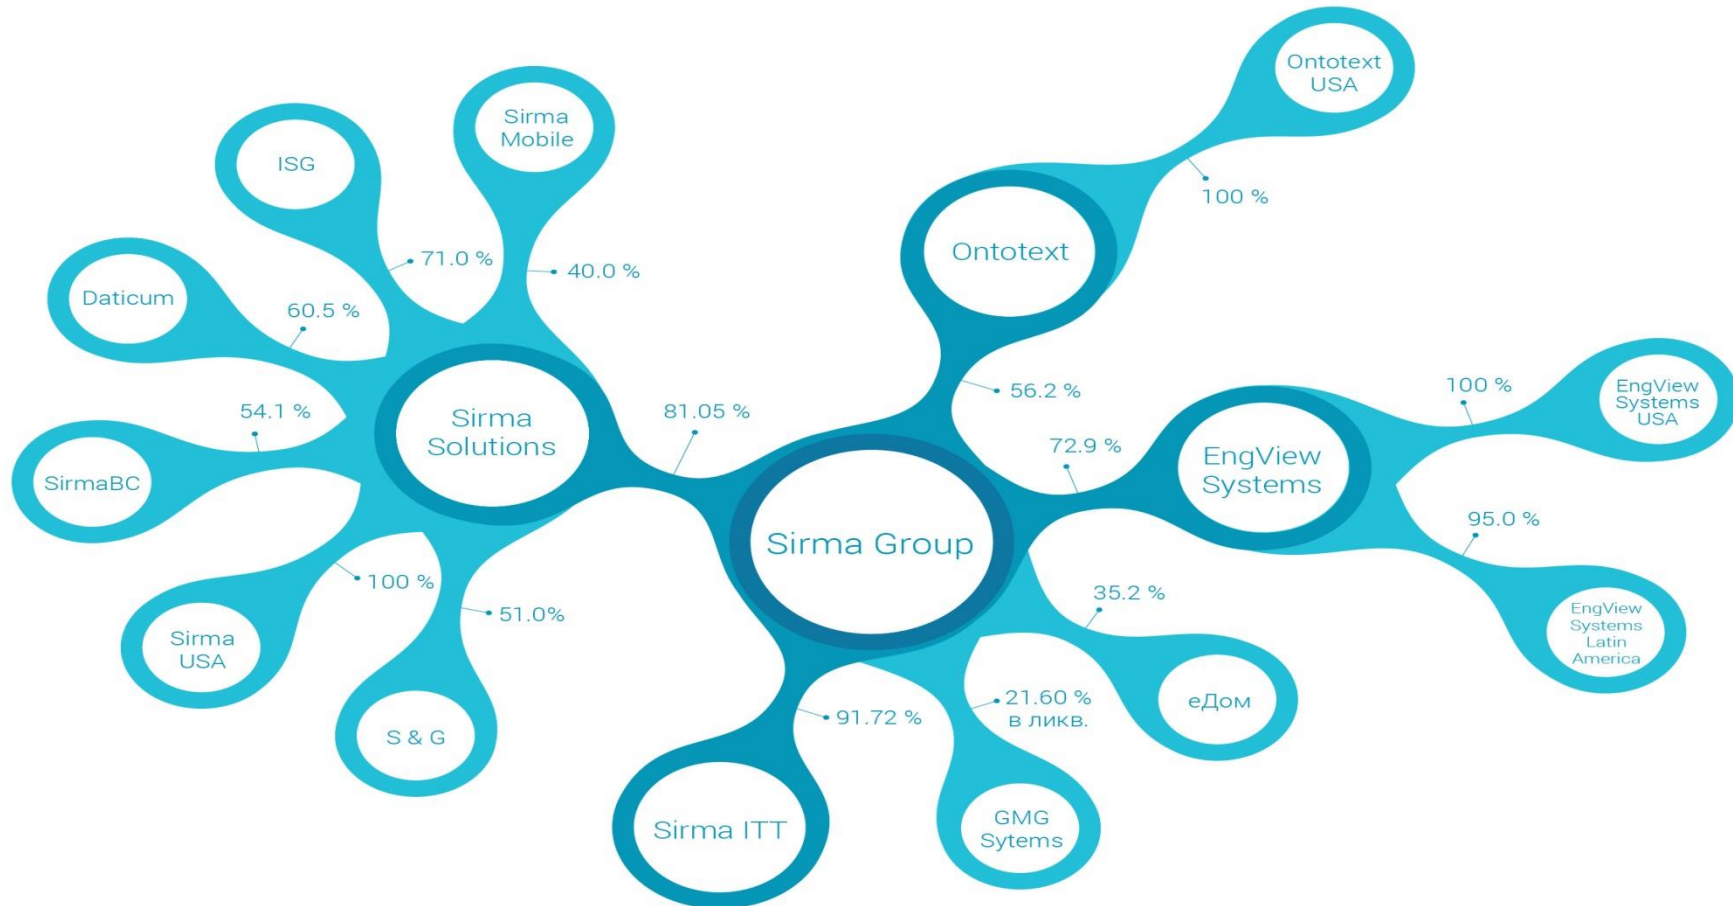 Ontotext
USA
Sirma
Mobile
ISG
100 %
Ontotext
71.0 %
40.0 %
Daticum
60.5 %
56.2 %
100 %
EngView
Systems
USA
54.1 %
81.05 %
Sirma
Solutions
72.9 %
EngView
Systems
SirmaBC
95.0 %
Sirma Group
100 %
51.0%
35.2 %
EngView
Systems
Latin
America
Sirma
USA
21.60 %
в ликв.
еДом
91.72 %
S & G
Sirma ITT
GMG
Sytems